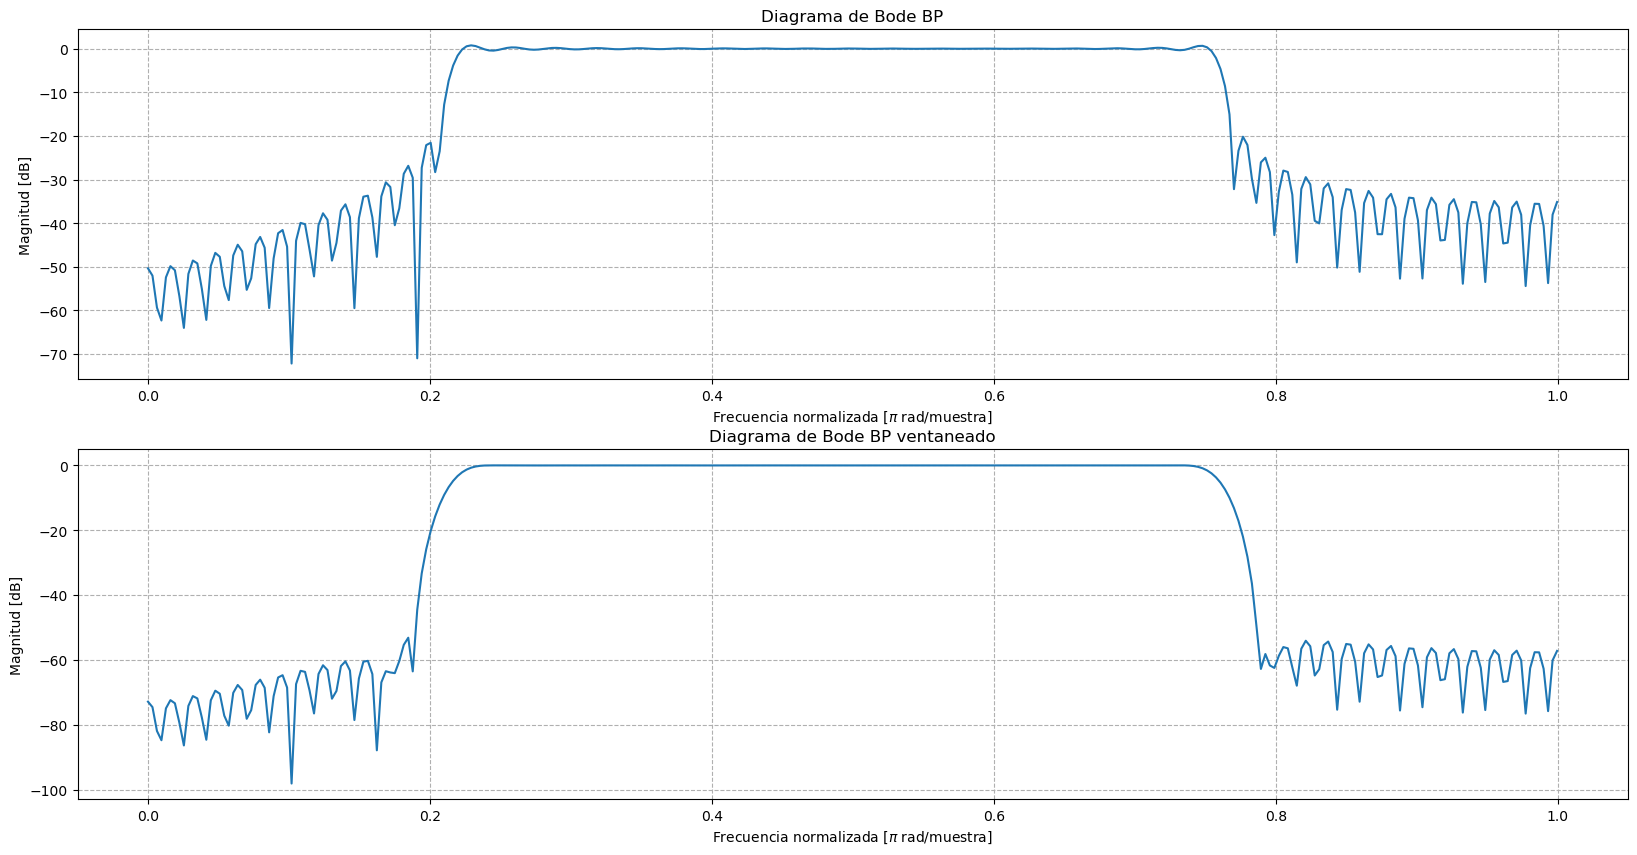 Diagrama de Bode BP
0
−10
−20
−30
−40
−50
−60
−70
Magnitud [dB]
0.0 0.2 0.4 0.6 0.8 1.0
Frecuencia normalizada [π rad/muestra]
Diagrama de Bode BP ventaneado
0
−20
−40
−60
−80
−100
Magnitud [dB]
0.0 0.2 0.4 0.6 0.8 1.0
Frecuencia normalizada [π rad/muestra]